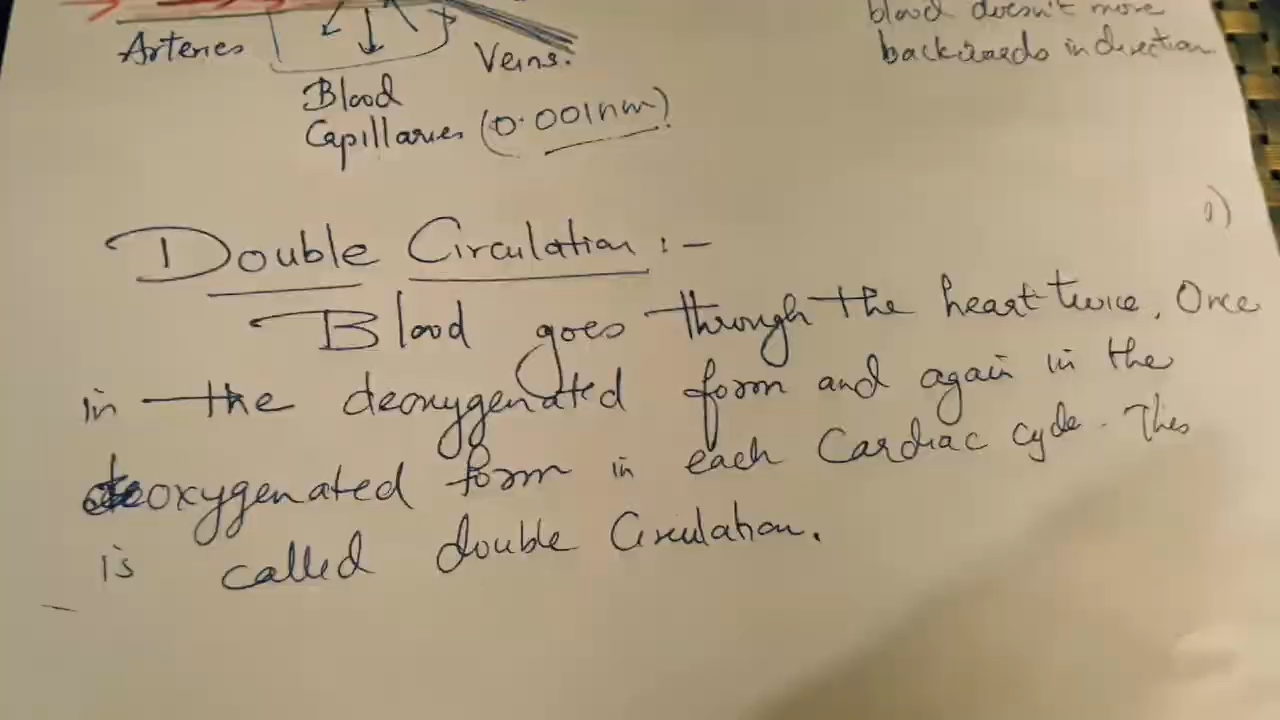 blood doesn't move
backwards in direction
Arteries
Veins.
Blood
Capillaries (0.001nm)
1)
Double Circulation :-
Blood goes through the heart twice. Once
in the deoxygenated form and again in the
oxygenated form in each Cardiac cycle. This
is called double Circulation.